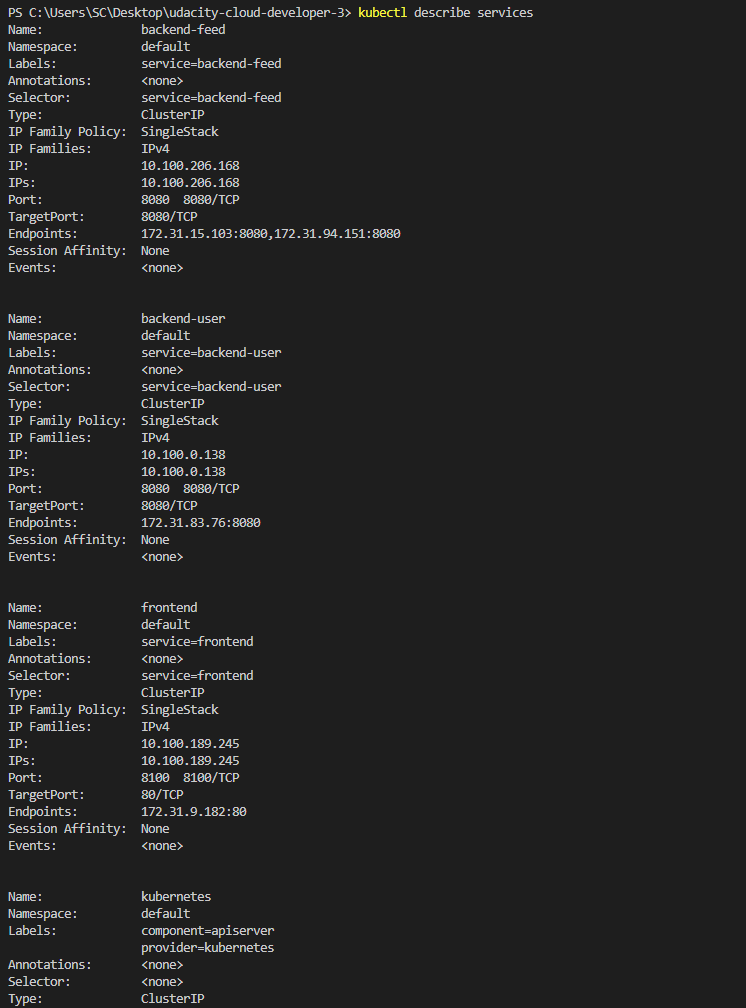 PS C:\Users\SC\Desktop\udacity-cloud-developer-3> kubectl describe services
Name:              backend-feed
Namespace:         default
Labels:            service=backend-feed
Annotations:       <none>
Selector:          service=backend-feed
Type:              ClusterIP
IP Family Policy:  SingleStack
IP Families:       IPv4
IP:                10.100.206.168
IPs:               10.100.206.168
Port:              8080  8080/TCP
TargetPort:        8080/TCP
Endpoints:         172.31.15.103:8080,172.31.94.151:8080
Session Affinity:  None
Events:            <none>
Name:              backend-user
Namespace:         default
Labels:            service=backend-user
Annotations:       <none>
Selector:          service=backend-user
Type:              ClusterIP
IP Family Policy:  SingleStack
IP Families:       IPv4
IP:                10.100.0.138
IPs:               10.100.0.138
Port:              8080  8080/TCP
TargetPort:        8080/TCP
Endpoints:         172.31.83.76:8080
Session Affinity:  None
Events:            <none>
Name:              frontend
Namespace:         default
Labels:            service=frontend
Annotations:       <none>
Selector:          service=frontend
Type:              ClusterIP
IP Family Policy:  SingleStack
IP Families:       IPv4
IP:                10.100.189.245
IPs:               10.100.189.245
Port:              8100  8100/TCP
TargetPort:        80/TCP
Endpoints:         172.31.9.182:80
Session Affinity:  None
Events:            <none>
Name:              kubernetes
Namespace:         default
Labels:            component=apiserver
                   provider=kubernetes
Annotations:       <none>
Selector:          <none>
Type:              ClusterIP